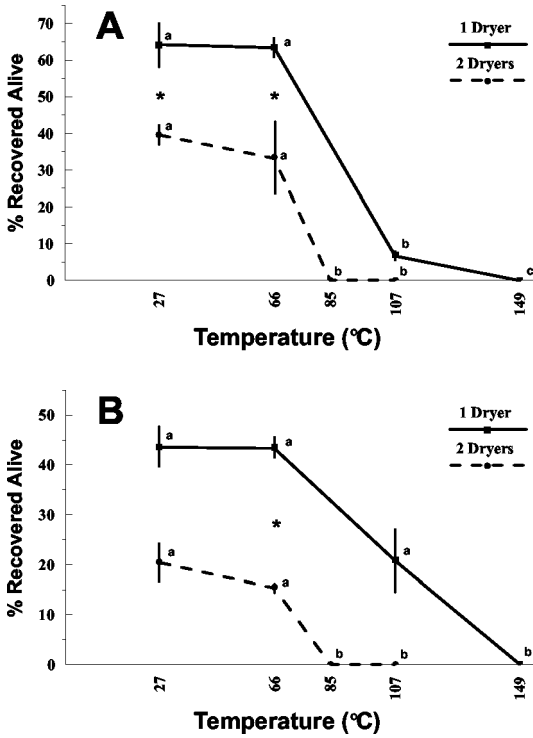 A
1 Dryer
2 Dryers
% Recovered Alive
70
60
50
40
30
20
10
0
a
a
*
*
a
a
b
b
b
c
27
66
85
107
149
Temperature (°C)
B
1 Dryer
2 Dryers
% Recovered Alive
50
40
30
20
10
0
a
a
*
a
a
a
b
b
b
27
66
85
107
149
Temperature (°C)